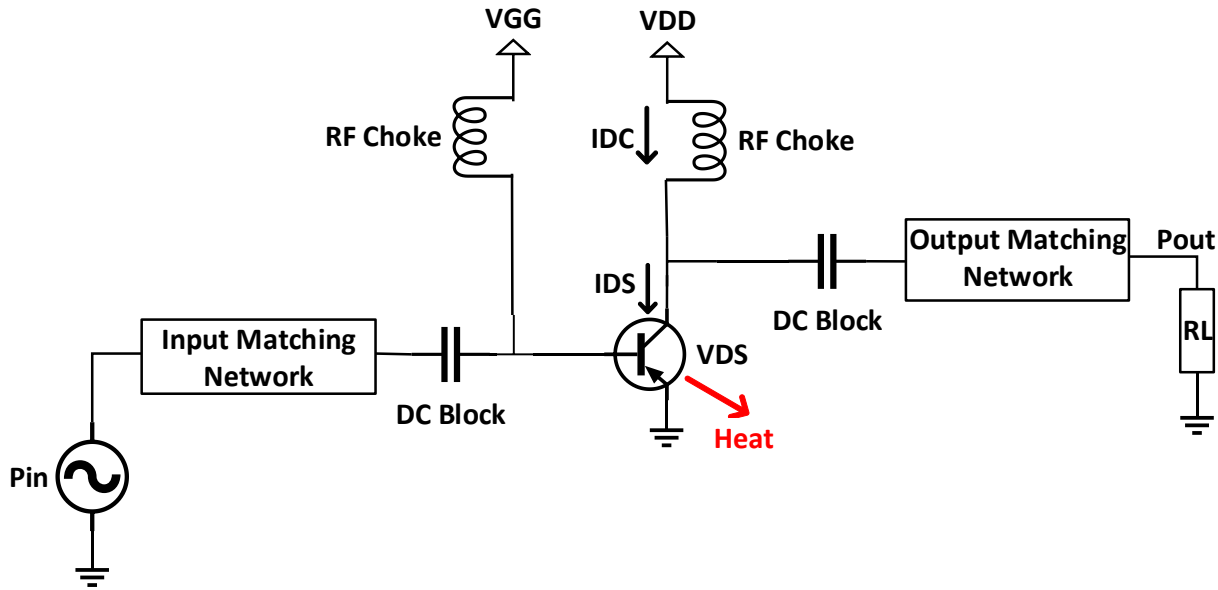 VGG
VDD
RF Choke
IDC
RF Choke
Output Matching
Network
Pout
IDS
DC Block
RL
Input Matching
Network
VDS
DC Block
Heat
Pin